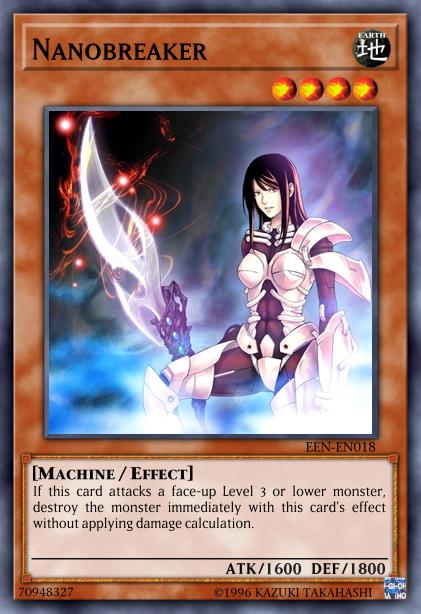 NANOBREAKER
EARTH
地
EEN-EN018
[MACHINE / EFFECT]
If this card attacks a face-up Level 3 or lower monster,
destroy the monster immediately with this card's effect
without applying damage calculation.
ATK/1600 DEF/1800
70948327
©1996 KAZUKI TAKAHASHI